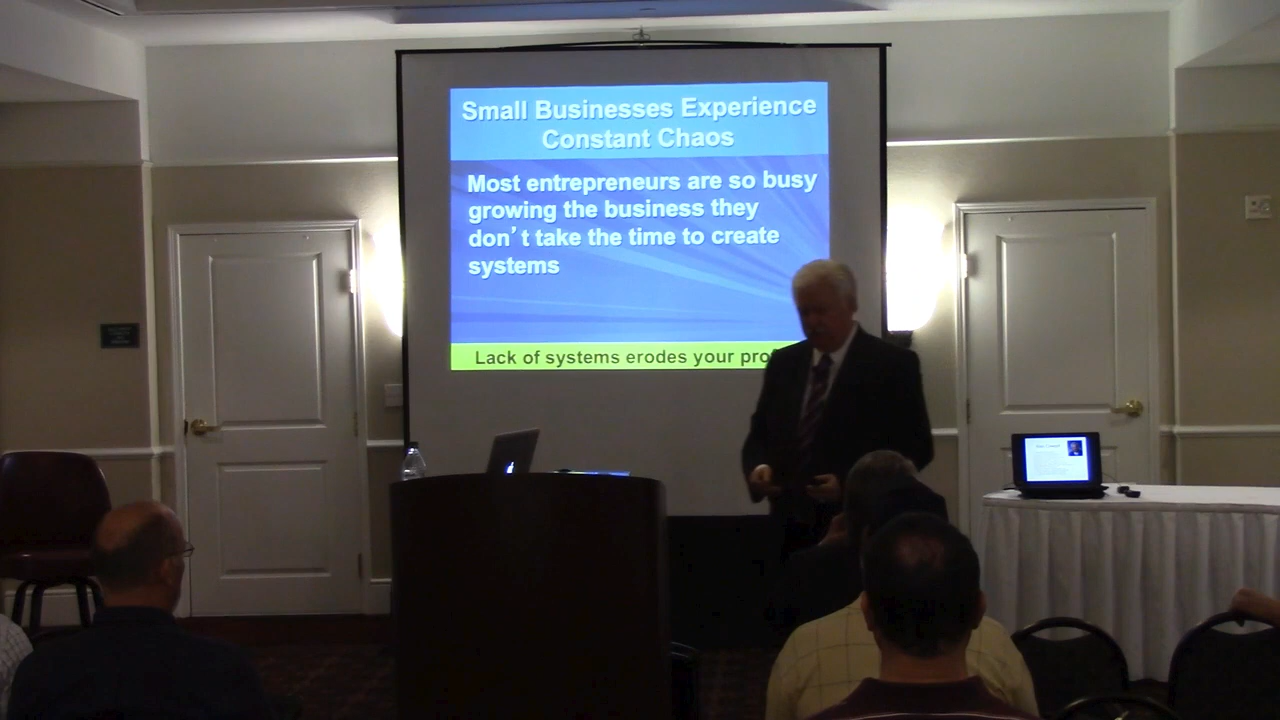 Small Businesses Experience
Constant Chaos
Most entrepreneurs are so busy
growing the business they
don't take the time to create
systems
Lack of systems erodes your